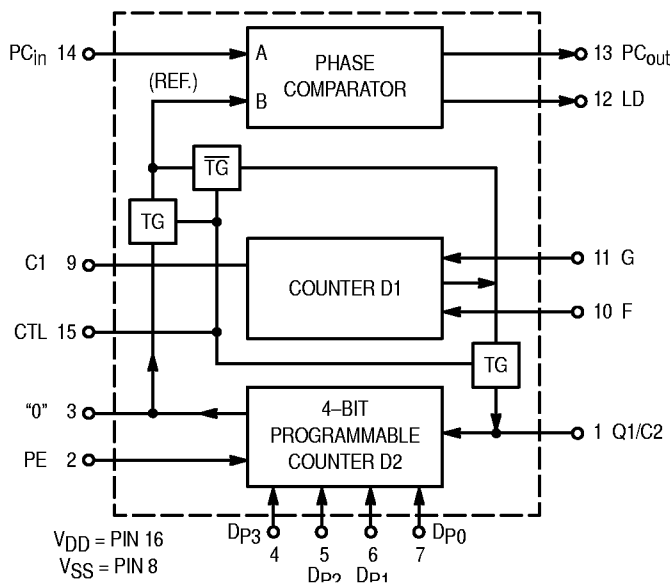 PCin 14
A
B
PHASE
COMPARATOR
13 PCout
12 LD
(REF.)
TG
TG
C1 9
COUNTER D1
11 G
10 F
CTL 15
TG
"0" 3
4–BIT
PROGRAMMABLE
COUNTER D2
1 Q1/C2
PE 2
DP3
4
5
6
7
DP0
DP2
DP1
VDD = PIN 16
VSS = PIN 8